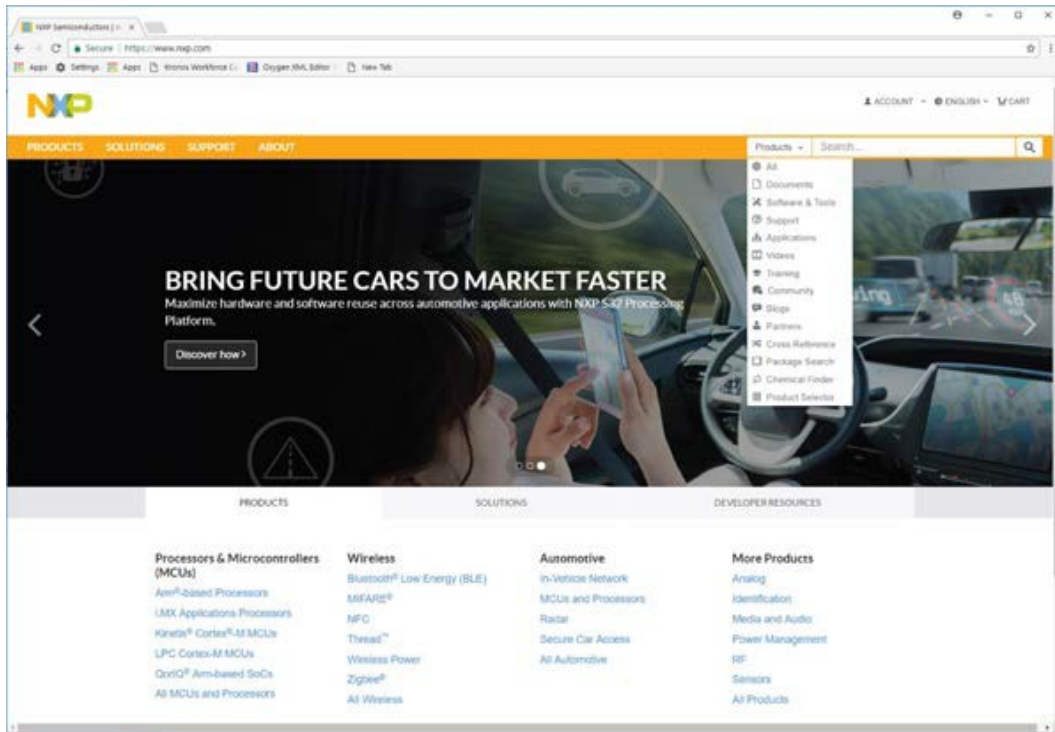 NXP Semiconductors |
Secure | https://www.nxp.com
Apps Settings Apps Kronos Workforce C Oxygen XML Editor New Tab
NXP
ACCOUNT ENGLISH CART
PRODUCTS SOLUTIONS SUPPORT ABOUT
Products Search...
All
Documents
Software & Tools
Support
Applications
Videos
Training
Community
Blogs
Partners
Cross Reference
Package Search
Chemical Finder
Product Selector
BRING FUTURE CARS TO MARKET FASTER
Maximize hardware and software reuse across automotive applications with NXP S32 Processing
Platform.
Discover how >
48
PRODUCTS SOLUTIONS DEVELOPER RESOURCES
Processors & Microcontrollers
(MCUs)
Arm®-based Processors
i.MX Applications Processors
Kinetis® Cortex®-M MCUs
LPC Cortex-M MCUs
QorIQ® Arm-based SoCs
All MCUs and Processors
Wireless
Bluetooth® Low Energy (BLE)
MIFARE®
NFC
Thread™
Wireless Power
Zigbee®
All Wireless
Automotive
In-Vehicle Network
MCUs and Processors
Radar
Secure Car Access
All Automotive
More Products
Analog
Identification
Media and Audio
Power Management
RF
Sensors
All Products